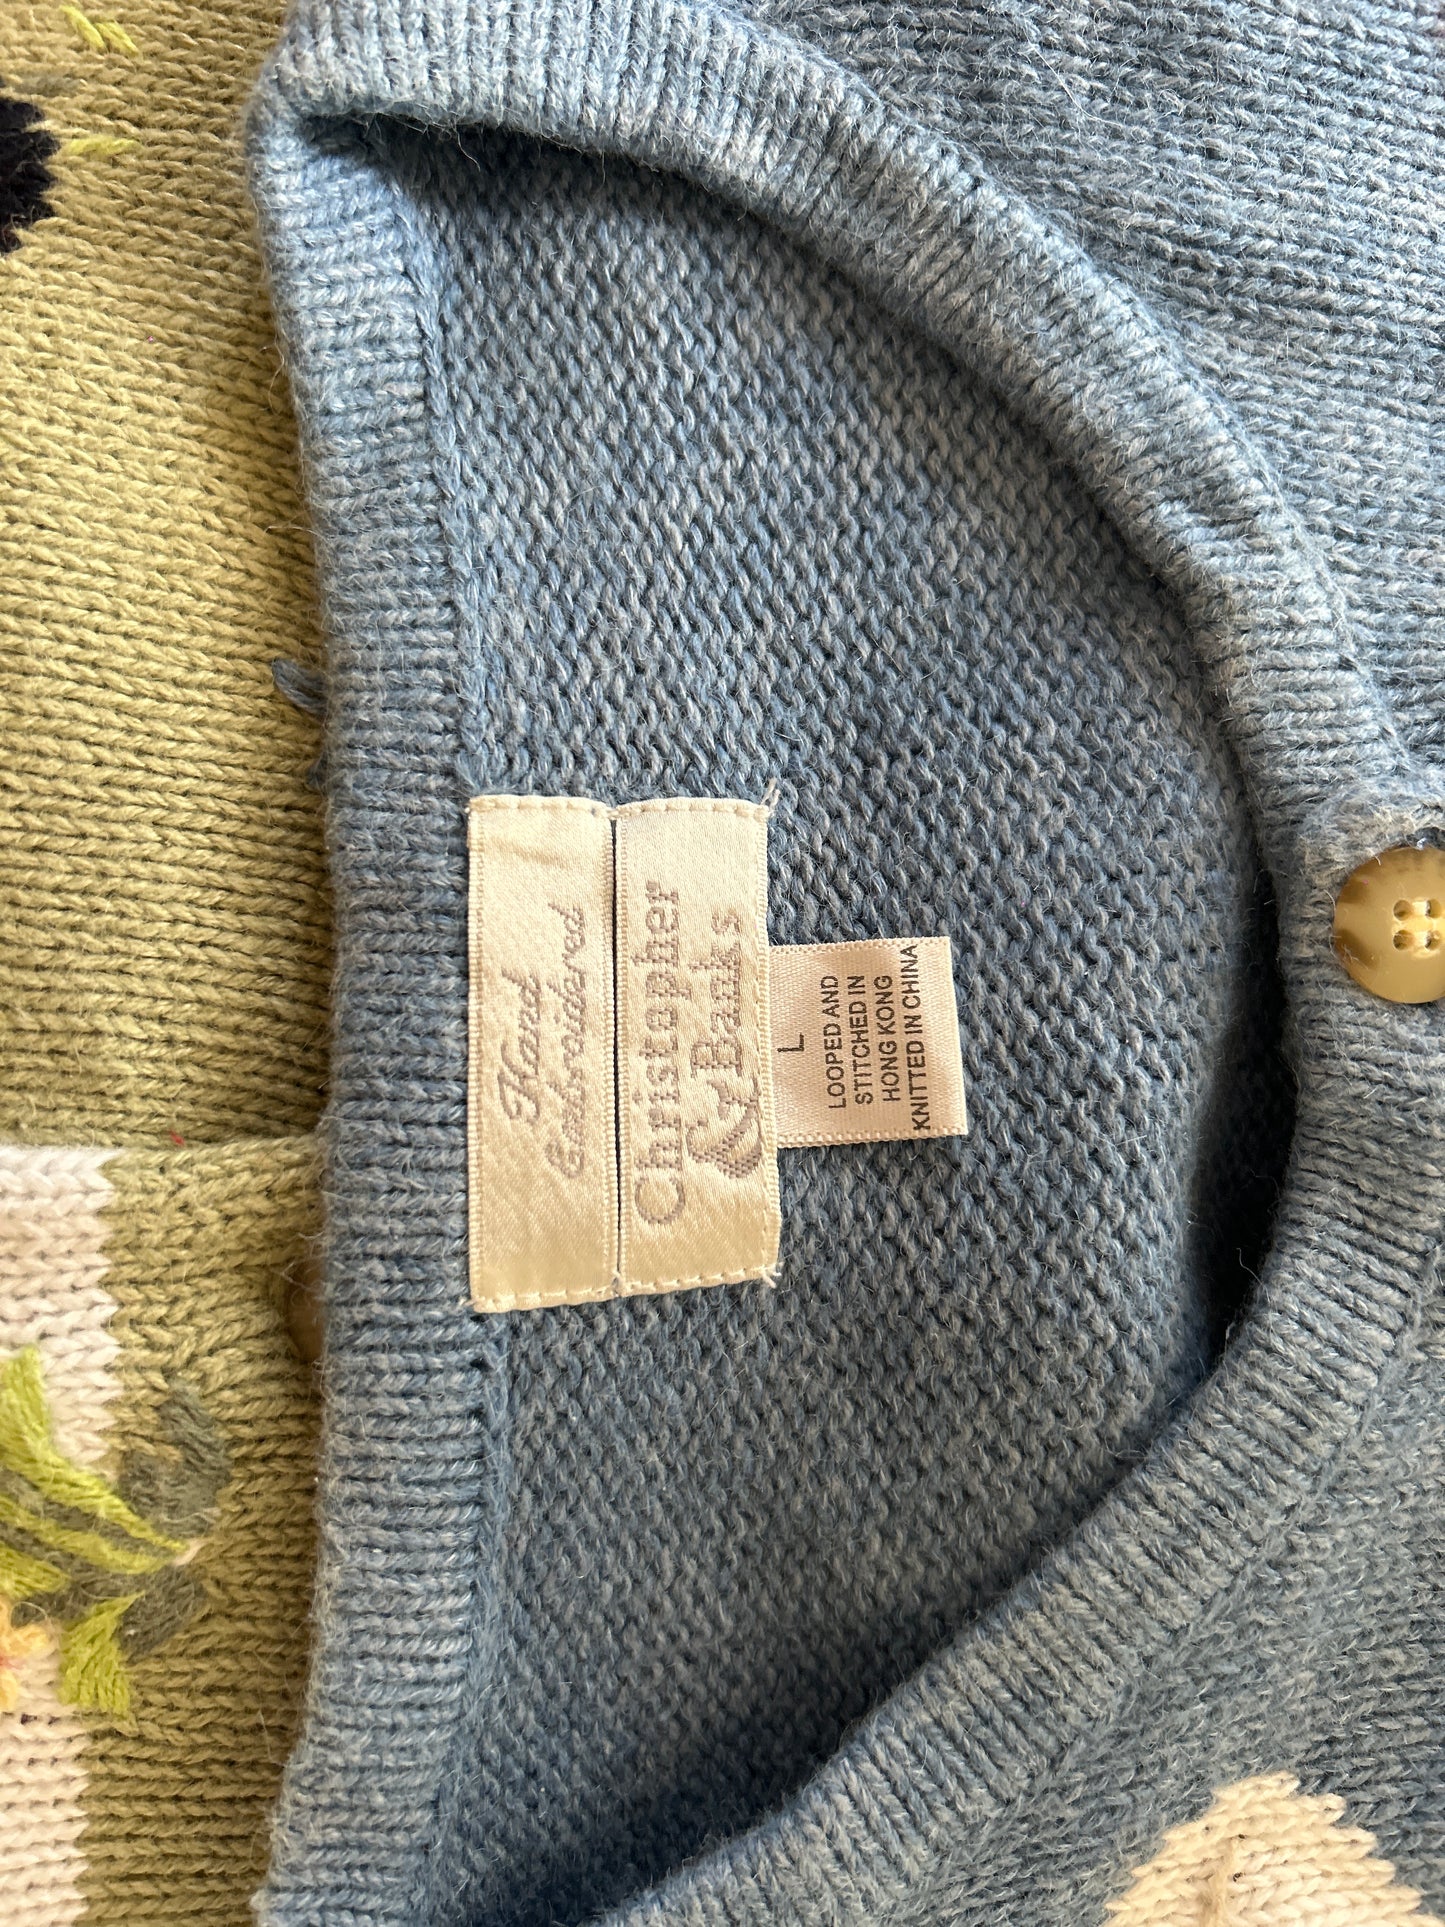 Hand
Embroidered
Christopher
& Banks
L
LOOPED AND
STITCHED IN
HONG KONG
KNITTED IN CHINA